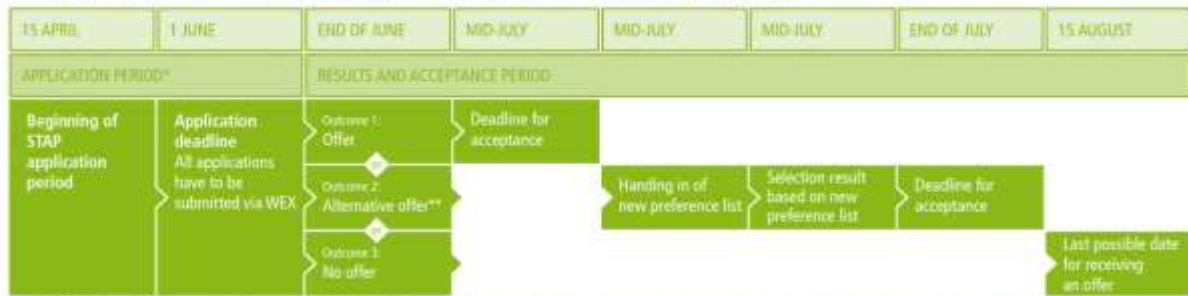 15 APRIL
1 JUNE
END OF JUNE
MID-JULY
MID-JULY
MID-JULY
END OF JULY
15 AUGUST
APPLICATION PERIOD*
RESULTS AND ACCEPTANCE PERIOD
Beginning of
STAP
application
period
Application
deadline
All applications
have to be
submitted via WEX
Outcome 1:
Offer
or
Outcome 2:
Alternative offer**
or
Outcome 3:
No offer
Deadline for
acceptance
Handing in of
new preference list
Selection result
based on new
preference list
Deadline for
acceptance
Last possible date
for receiving
an offer